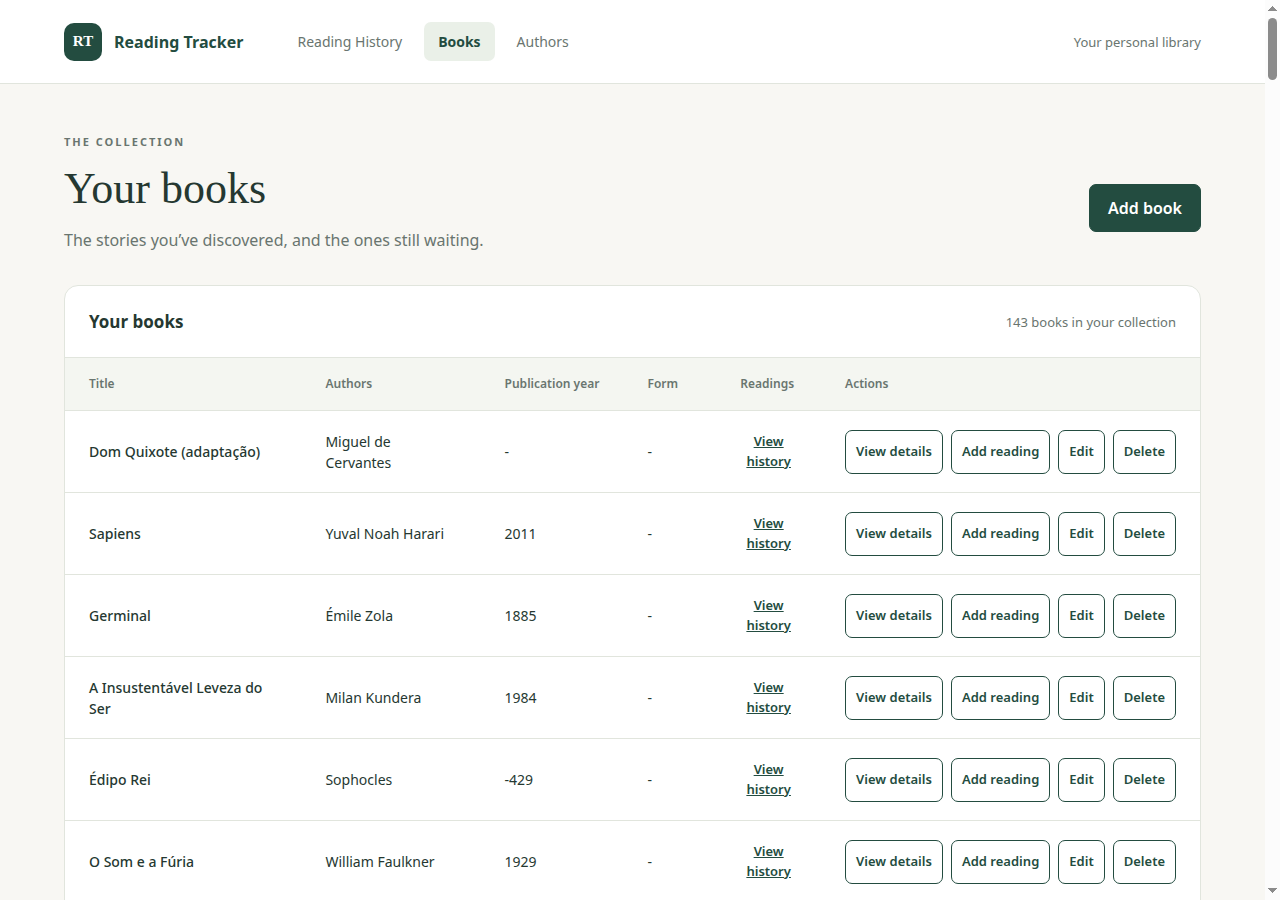 RT Reading Tracker Reading History Books Authors Your personal library
THE COLLECTION
Your books
Add book
The stories you’ve discovered, and the ones still waiting.
Your books 143 books in your collection
Title Authors Publication year Form Readings Actions
Dom Quixote (adaptação) Miguel de Cervantes - - View history View details Add reading Edit Delete
Sapiens Yuval Noah Harari 2011 - View history View details Add reading Edit Delete
Germinal Émile Zola 1885 - View history View details Add reading Edit Delete
A Insustentável Leveza do Ser Milan Kundera 1984 - View history View details Add reading Edit Delete
Édipo Rei Sophocles -429 - View history View details Add reading Edit Delete
O Som e a Fúria William Faulkner 1929 - View history View details Add reading Edit Delete